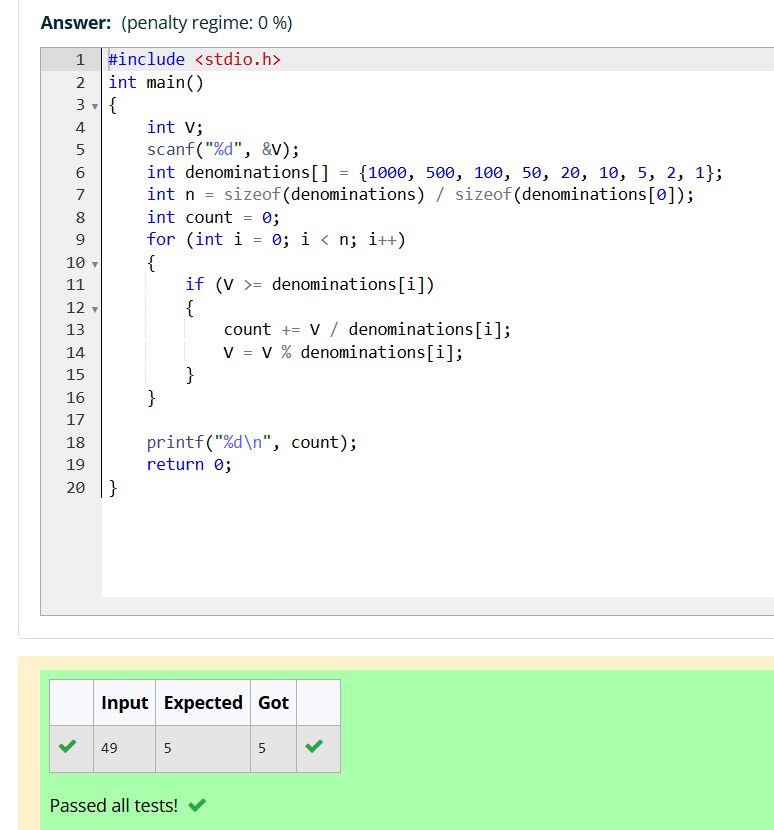 Answer: (penalty regime: 0 %)
1 #include <stdio.h>
2 int main()
3 {
4     int V;
5     scanf("%d", &V);
6     int denominations[] = {1000, 500, 100, 50, 20, 10, 5, 2, 1};
7     int n = sizeof(denominations) / sizeof(denominations[0]);
8     int count = 0;
9     for (int i = 0; i < n; i++)
10     {
11         if (V >= denominations[i])
12         {
13             count += V / denominations[i];
14             V = V % denominations[i];
15         }
16     }
17
18     printf("%d\n", count);
19     return 0;
20 }
Input Expected Got
49 5 5
Passed all tests!